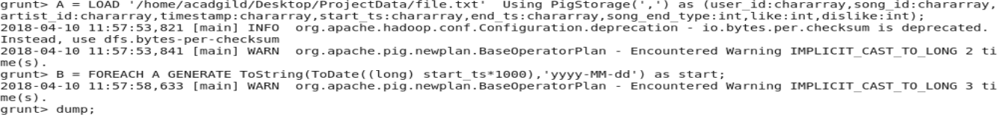 grunt> A = LOAD '/home/acadgild/Desktop/ProjectData/file.txt'  Using PigStorage(',') as (user_id:chararray,song_id:chararray,
artist_id:chararray,timestamp:chararray,start_ts:chararray,end_ts:chararray,song_end_type:int,like:int,dislike:int);
2018-04-10 11:57:53,821 [main] INFO  org.apache.hadoop.conf.Configuration.deprecation - io.bytes.per.checksum is deprecated.
Instead, use dfs.bytes-per-checksum
2018-04-10 11:57:53,841 [main] WARN  org.apache.pig.newplan.BaseOperatorPlan - Encountered Warning IMPLICIT_CAST_TO_LONG 2 ti
me(s).
grunt> B = FOREACH A GENERATE ToString(ToDate((long) start_ts*1000),'yyyy-MM-dd') as start;
2018-04-10 11:57:58,633 [main] WARN  org.apache.pig.newplan.BaseOperatorPlan - Encountered Warning IMPLICIT_CAST_TO_LONG 3 ti
me(s).
grunt> dump;